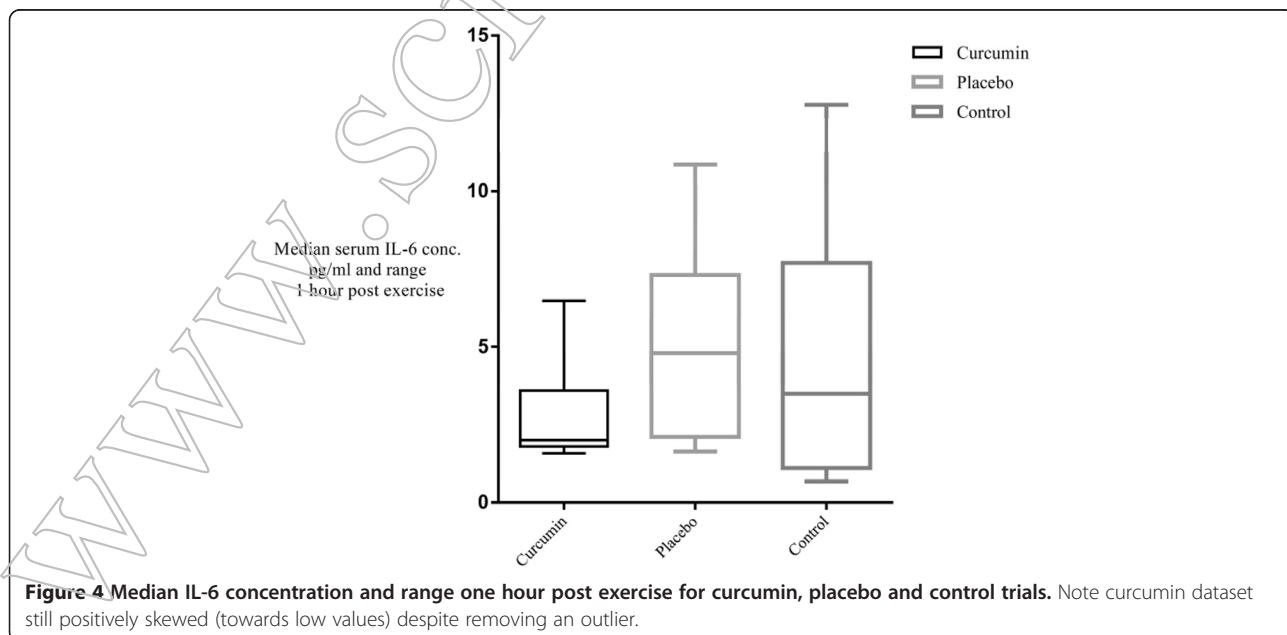 15
10
5
0
Median serum IL-6 conc.
pg/ml and range
1 hour post exercise
Curcumin
Placebo
Control
Curcumin
Placebo
Control
Figure 4 Median IL-6 concentration and range one hour post exercise for curcumin, placebo and control trials. Note curcumin dataset
still positively skewed (towards low values) despite removing an outlier.
www.sci